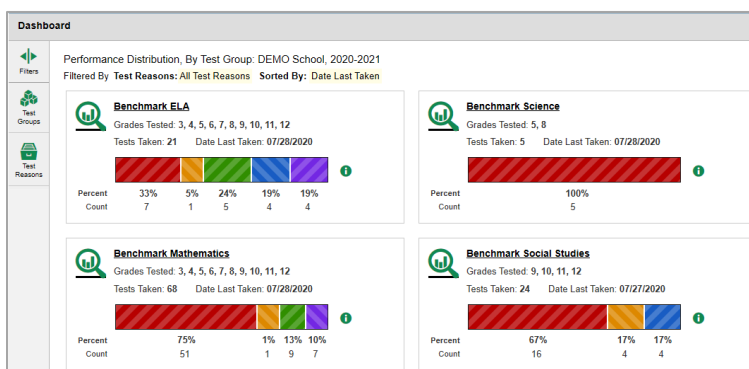 Dashboard
Filters
Test
Groups
Test
Reasons
Performance Distribution, By Test Group: DEMO School, 2020-2021
Filtered By Test Reasons: All Test Reasons Sorted By: Date Last Taken
Benchmark ELA
Grades Tested: 3, 4, 5, 6, 7, 8, 9, 10, 11, 12
Tests Taken: 21 Date Last Taken: 07/28/2020
Percent 33% 5% 24% 19% 19%
Count 7 1 5 4 4
Benchmark Science
Grades Tested: 5, 8
Tests Taken: 5 Date Last Taken: 07/28/2020
Percent 100%
Count 5
Benchmark Mathematics
Grades Tested: 3, 4, 5, 6, 7, 8, 9, 10, 11, 12
Tests Taken: 68 Date Last Taken: 07/28/2020
Percent 75% 1% 13% 10%
Count 51 1 9 7
Benchmark Social Studies
Grades Tested: 9, 10, 11, 12
Tests Taken: 24 Date Last Taken: 07/27/2020
Percent 67% 17% 17%
Count 16 4 4